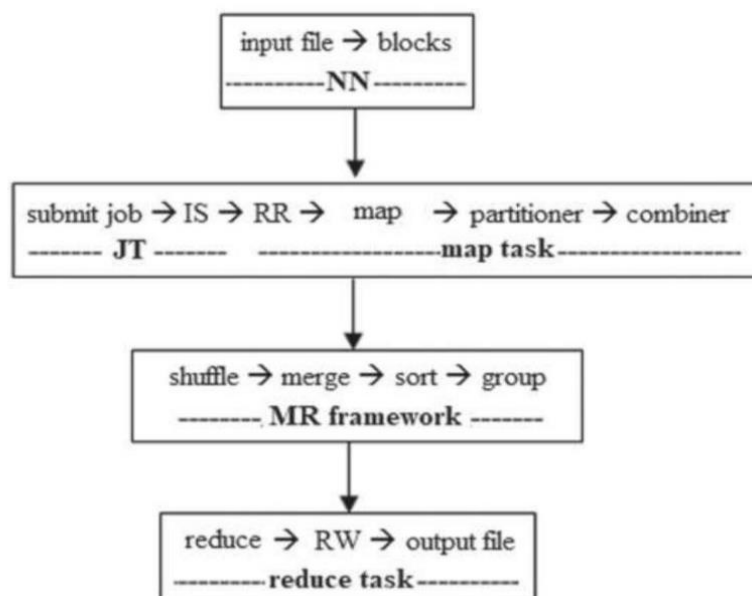 input file → blocks
-----------NN-----------
submit job → IS → RR → map → partitioner → combiner
------- JT ------- -------------------map task-------------------
shuffle → merge → sort → group
-------- MR framework -------
reduce → RW → output file
--------- reduce task----------